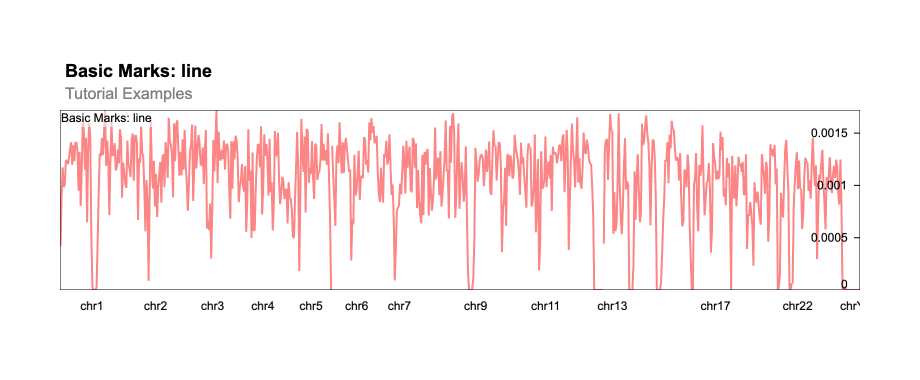 Basic Marks: line
Tutorial Examples
Basic Marks: line
0.0015
0.001
0.0005
0
chr1 chr2 chr3 chr4 chr5 chr6 chr7 chr9 chr11 chr13 chr17 chr22